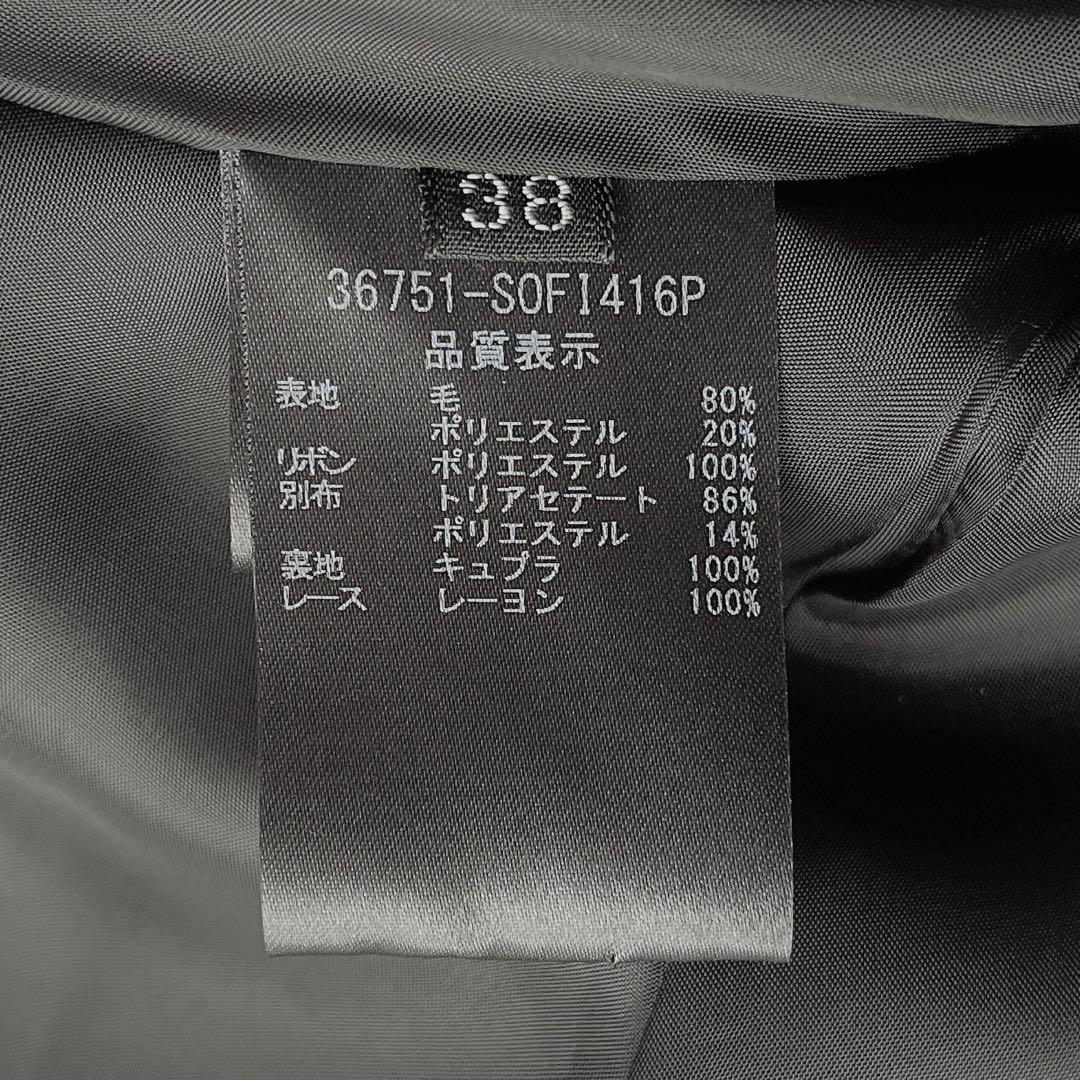 38
36751-SOFI416P
品質表示
表地 毛 80%
ポリエステル 20%
リボン ポリエステル 100%
別布 トリアセテート 86%
ポリエステル 14%
裏地 キュプラ 100%
レース レーヨン 100%